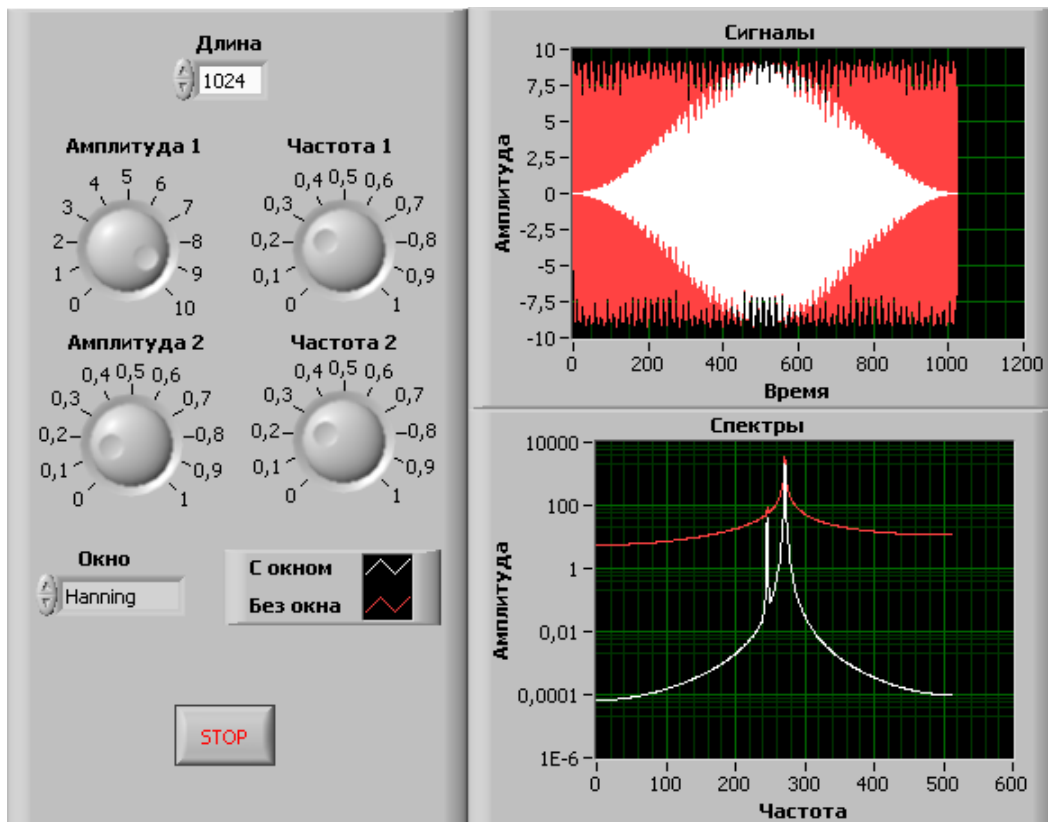 Длина
1024
Амплитуда 1
0 1 2 3 4 5 6 7 8 9 10
Частота 1
0 0,1 0,2 0,3 0,4 0,5 0,6 0,7 0,8 0,9 1
Амплитуда 2
0 0,1 0,2 0,3 0,4 0,5 0,6 0,7 0,8 0,9 1
Частота 2
0 0,1 0,2 0,3 0,4 0,5 0,6 0,7 0,8 0,9 1
Окно
Hanning
С окном
Без окна
STOP
Сигналы
Амплитуда
10
7,5
5
2,5
0
-2,5
-5
-7,5
-10
0 200 400 600 800 1000 1200
Время
Спектры
Амплитуда
10000
100
1
0,01
0,0001
1E-6
0 100 200 300 400 500 600
Частота